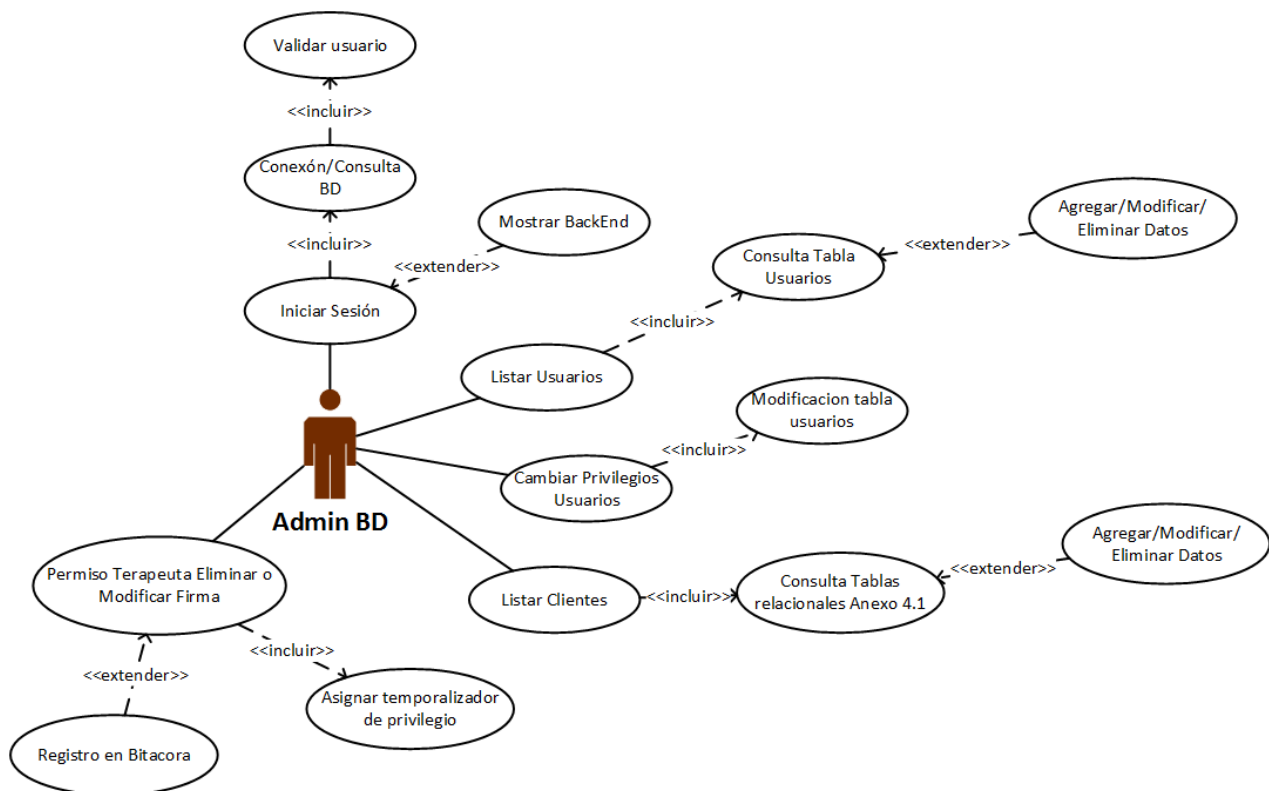 Validar usuario
<<incluir>>
Conexón/Consulta
BD
<<incluir>>
Mostrar BackEnd
<<extender>>
Iniciar Sesión
Agregar/Modificar/
Eliminar Datos
<<extender>>
Consulta Tabla
Usuarios
<<incluir>>
Listar Usuarios
Modificacion tabla
usuarios
<<incluir>>
Cambiar Privilegios
Usuarios
Admin BD
Agregar/Modificar/
Eliminar Datos
<<extender>>
Consulta Tablas
relacionales Anexo 4.1
<<incluir>>
Listar Clientes
Permiso Terapeuta Eliminar o
Modificar Firma
<<incluir>>
<<extender>>
Asignar temporalizador
de privilegio
Registro en Bitacora